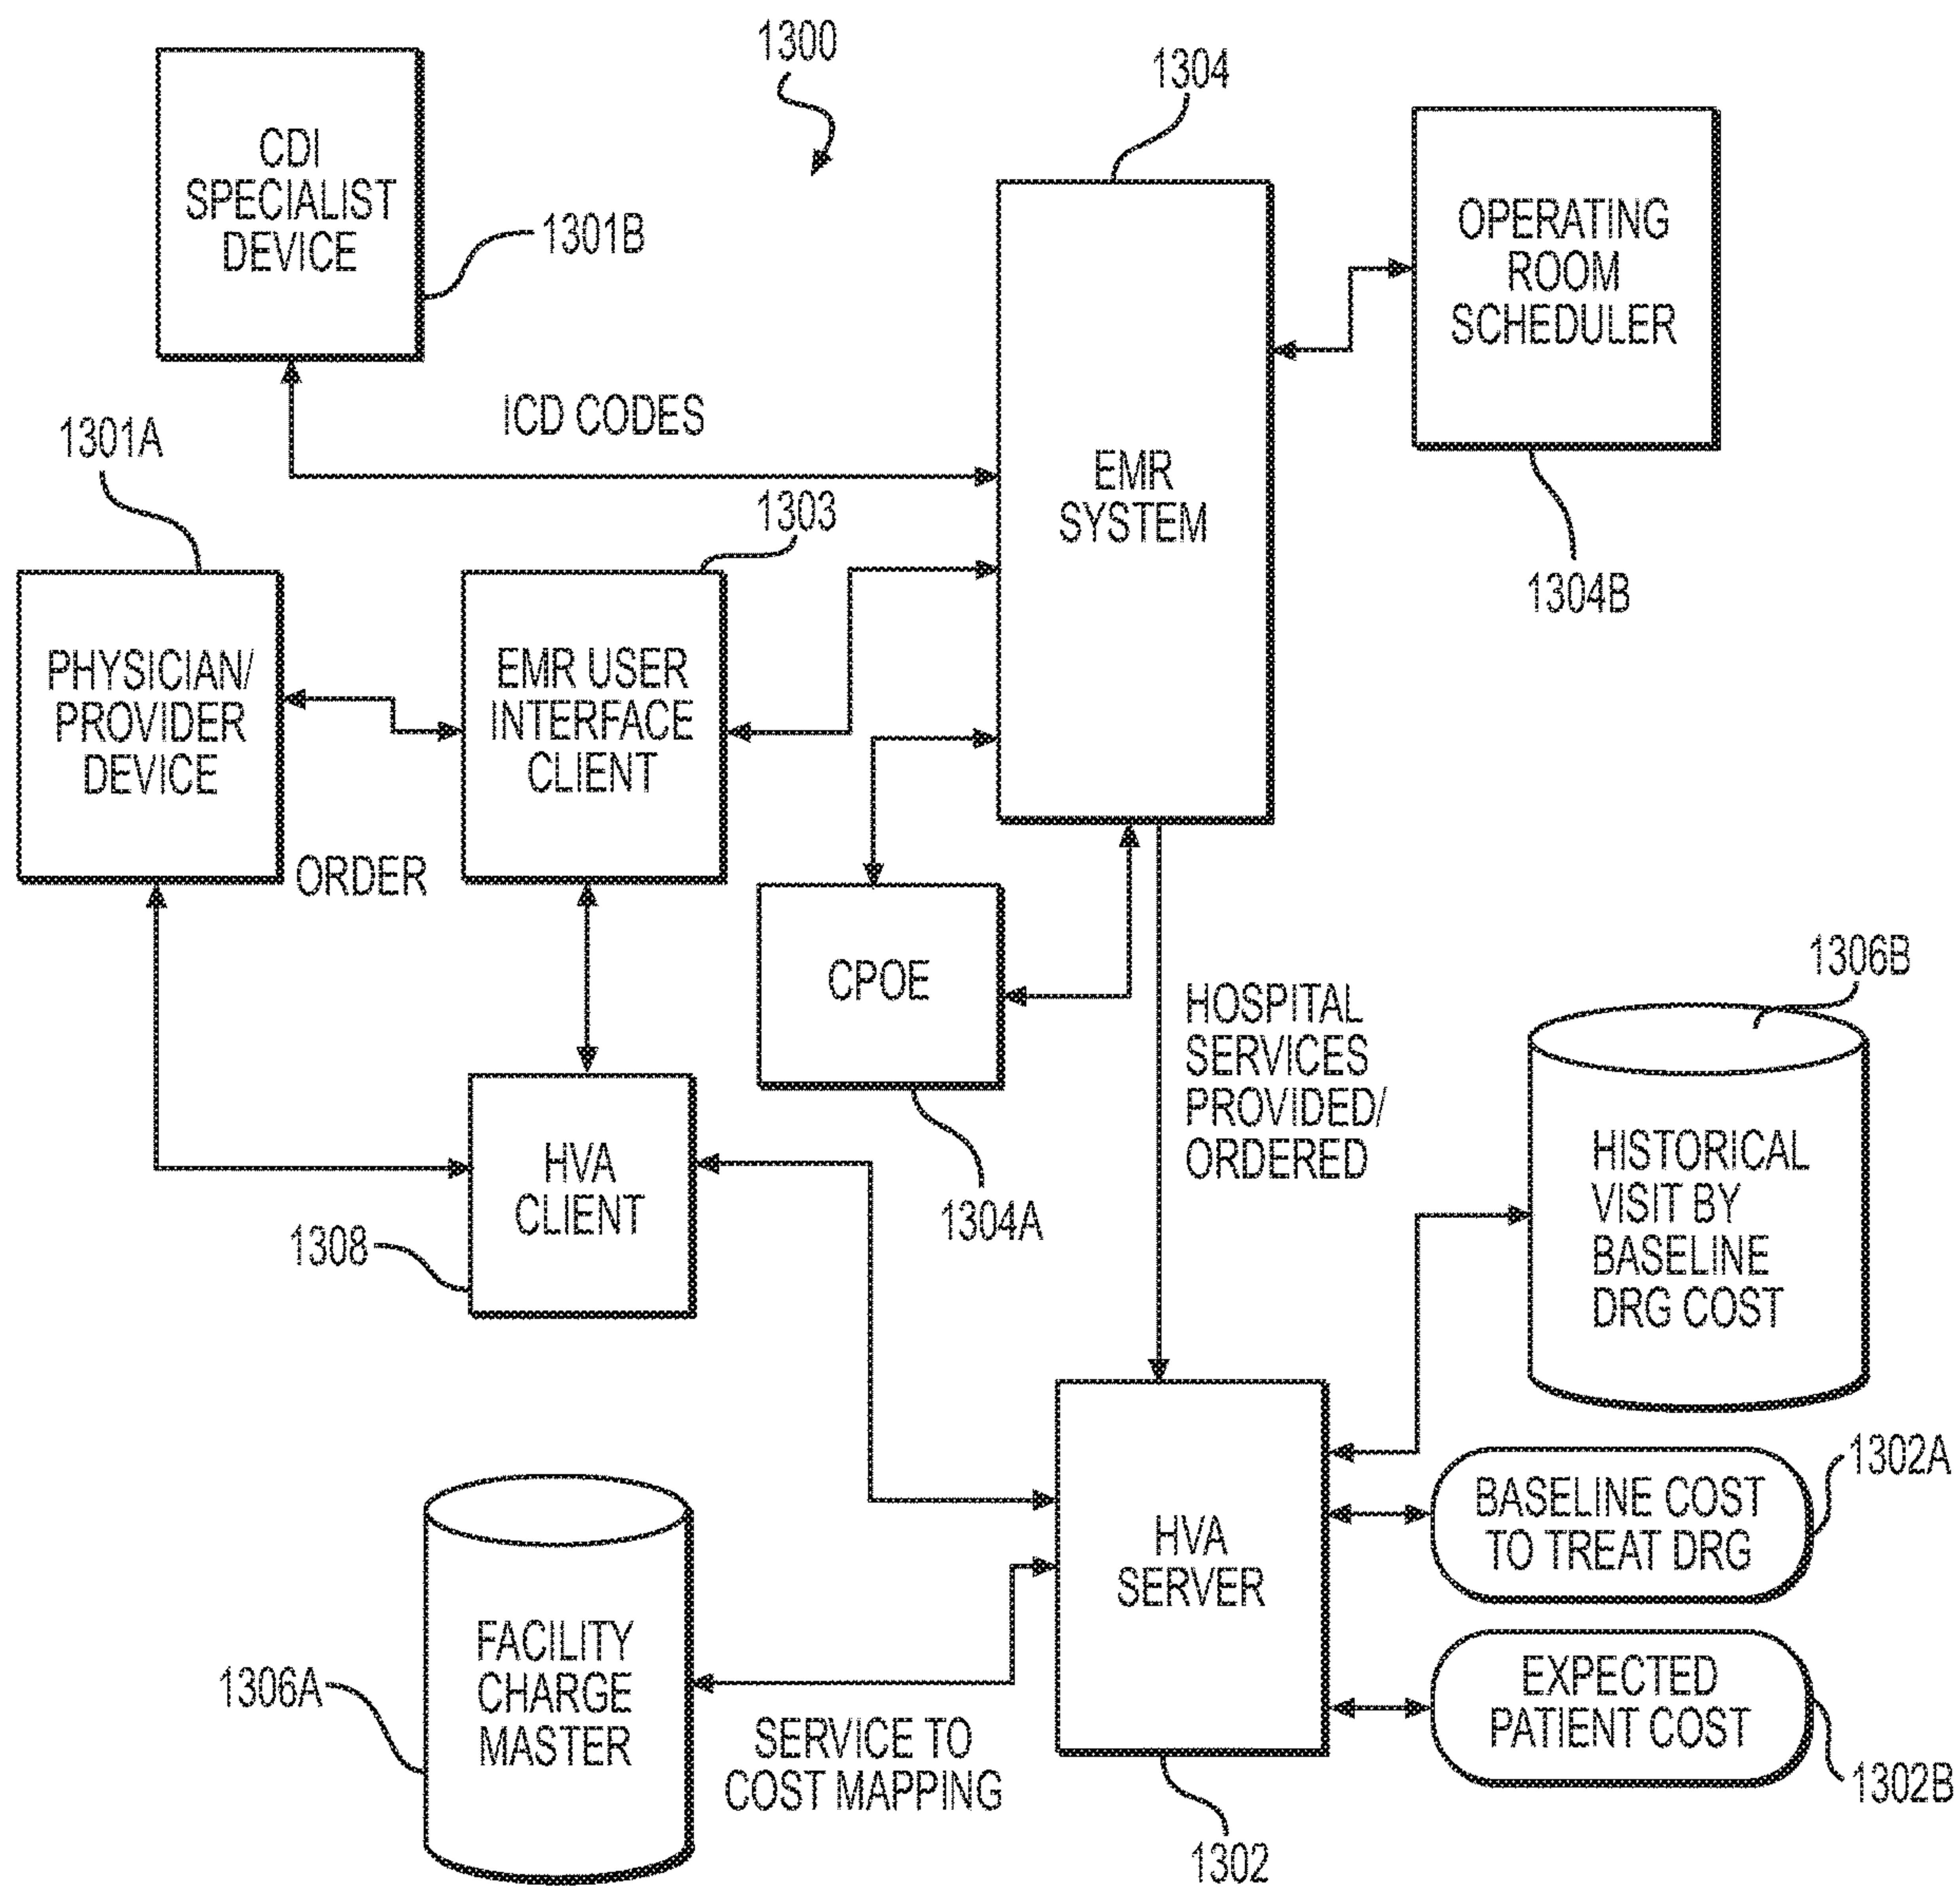 1300
1304
CDI
SPECIALIST
DEVICE
1301B
OPERATING
ROOM
SCHEDULER
1304B
ICD CODES
1301A
1303
EMR
SYSTEM
PHYSICIAN/
PROVIDER
DEVICE
EMR USER
INTERFACE
CLIENT
ORDER
CPOE
1304A
HOSPITAL
SERVICES
PROVIDED/
ORDERED
1306B
HISTORICAL
VISIT BY
BASELINE
DRG COST
HVA
CLIENT
1308
1302A
BASELINE COST
TO TREAT DRG
HVA
SERVER
1302
EXPECTED
PATIENT COST
1302B
FACILITY
CHARGE
MASTER
1306A
SERVICE TO
COST MAPPING